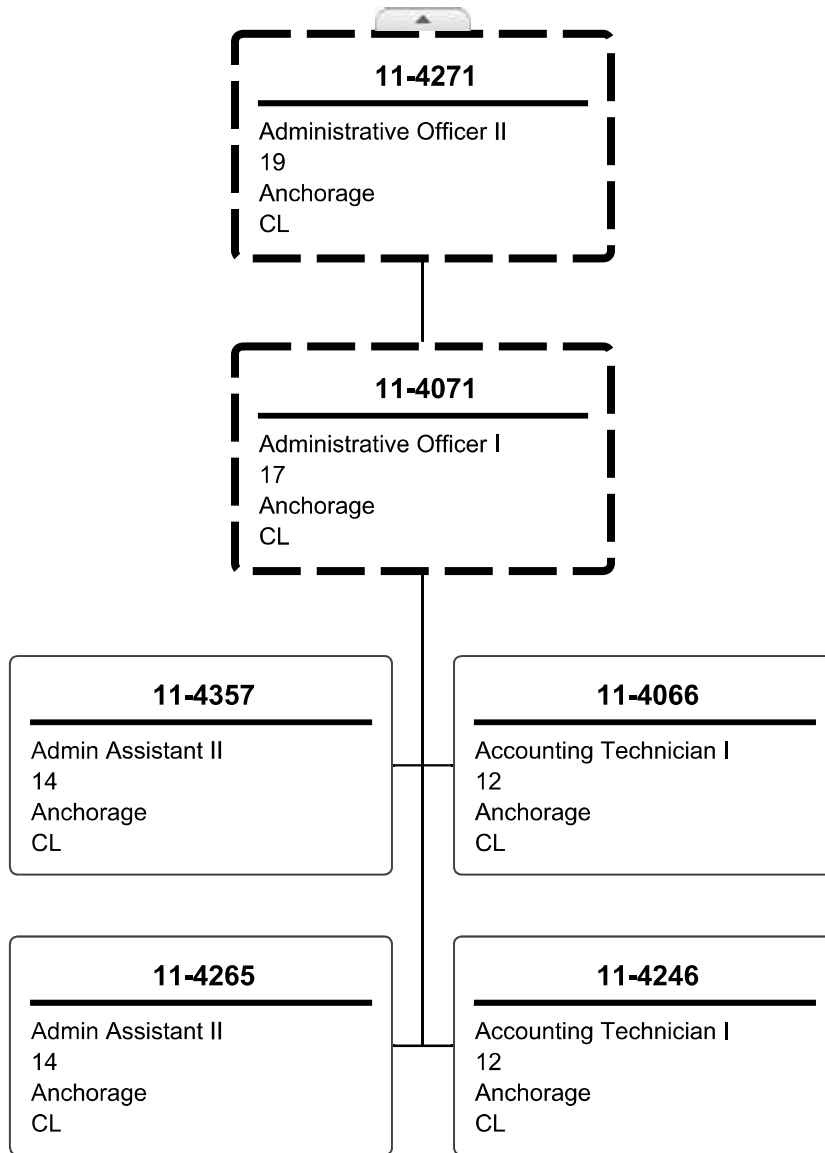 11-4271
Administrative Officer II
19
Anchorage
CL
11-4071
Administrative Officer I
17
Anchorage
CL
11-4357
Admin Assistant II
14
Anchorage
CL
11-4066
Accounting Technician I
12
Anchorage
CL
11-4265
Admin Assistant II
14
Anchorage
CL
11-4246
Accounting Technician I
12
Anchorage
CL